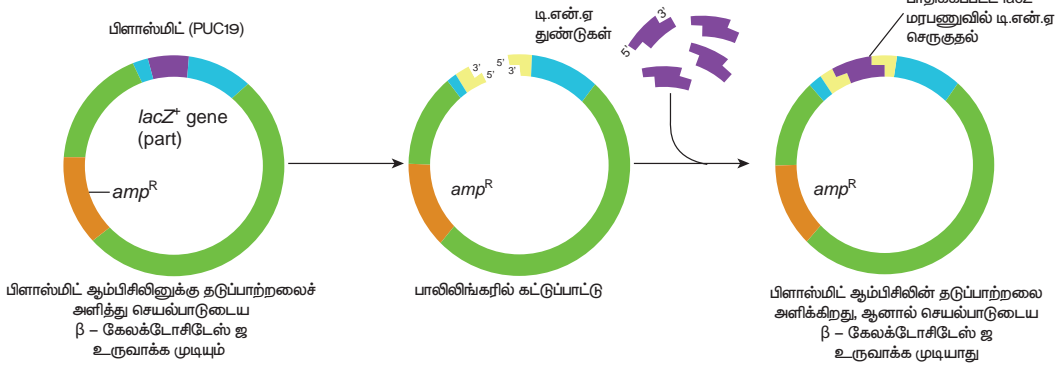 பிளாஸ்மிட் (PUC19)
lacZ⁺ gene
(part)
ampᴿ
பிளாஸ்மிட் ஆம்பிசிலினுக்கு தடுப்பாற்றலைச்
அளித்து செயல்பாடுடைய
β – கேலக்டோசிடேஸ் ஐ
உருவாக்க முடியும்
3’ 5’
5’ 3’
ampᴿ
பாலிலிங்கரில் கட்டுப்பாட்டு
டி.என்.ஏ
துண்டுகள்
3’
5’
மரபணுவில் டி.என்.ஏ
செருகுதல்
ampᴿ
பிளாஸ்மிட் ஆம்பிசிலின் தடுப்பாற்றலை
அளிக்கிறது, ஆனால் செயல்பாடுடைய
β – கேலக்டோசிடேஸ் ஐ
உருவாக்க முடியாது